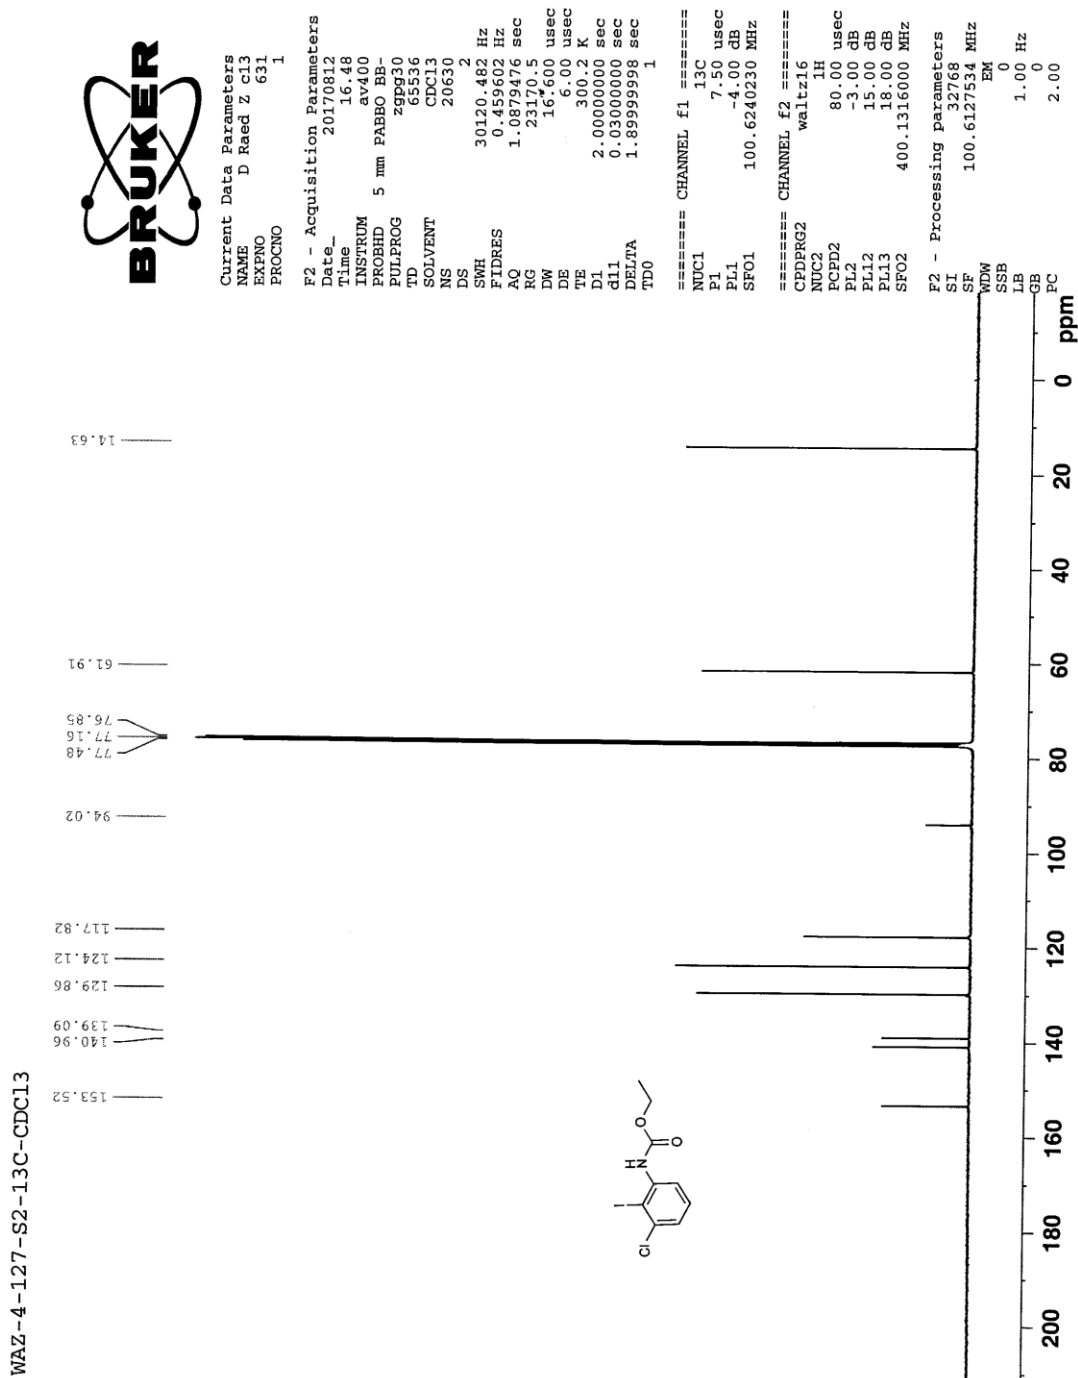 WAZ-4-127-S2-13C-CDCl3
153.52
140.96
139.09
129.86
124.12
117.82
94.02
77.48
77.16
76.85
61.91
14.63
BRUKER
Current Data Parameters
NAME D Raed Z c13
EXPNO 631
PROCNO 1
F2 - Acquisition Parameters
Date_ 20170812
Time 16.48
INSTRUM av400
PROBHD 5 mm PABBO BB-
PULPROG zgpg30
TD 65536
SOLVENT CDCl3
NS 20630
DS 2
SWH 30120.482 Hz
FIDRES 0.459602 Hz
AQ 1.0879476 sec
RG 23170.5
DW 16.600 usec
DE 6.00 usec
TE 300.2 K
D1 2.00000000 sec
d11 0.03000000 sec
DELTA 1.89999998 sec
TD0 1
======== CHANNEL f1 ========
NUC1 13C
P1 7.50 usec
PL1 -4.00 dB
SFO1 100.6240230 MHz
======== CHANNEL f2 ========
CPDPRG2 waltz16
NUC2 1H
PCPD2 80.00 usec
PL2 -3.00 dB
PL12 15.00 dB
PL13 18.00 dB
SFO2 400.1316000 MHz
F2 - Processing parameters
SI 32768
SF 100.6127534 MHz
WDW EM
SSB 0
LB 1.00 Hz
GB 0
PC 2.00
Cl
I
H
N
O
O
200 180 160 140 120 100 80 60 40 20 0 ppm